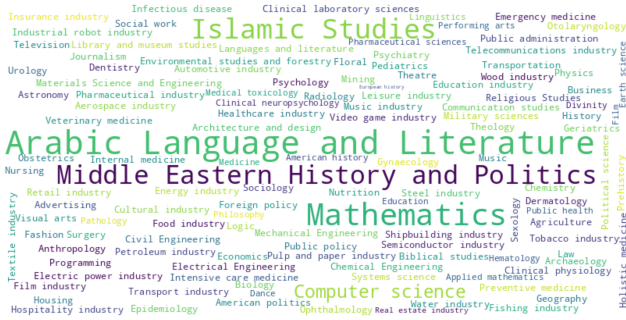 Infectious disease
Clinical laboratory sciences
Insurance industry
Social work
Islamic Studies
Linguistics
Emergency medicine
Performing arts
Otolaryngology
Industrial robot industry
Public administration
Television
Library and museum studies
Languages and literature
Pharmaceutical sciences
Telecommunications industry
Journalism
Environmental studies and forestry
Floral
Psychiatry
Pediatrics
Transportation
Urology
Dentistry
Automotive industry
Theatre
Wood industry
Physics
Materials Science and Engineering
Psychology
Mining
Education industry
Business
European history
Astronomy
Pharmaceutical industry
Medical toxicology
Radiology
Leisure industry
Religious Studies
Divinity
Film
Earth science
Aerospace industry
Clinical neuropsychology
Music industry
Communication studies
Healthcare industry
Video game industry
Military sciences
History
Veterinary medicine
Architecture and design
Theology
Geriatrics
Arabic Language and Literature
Obstetrics
Internal medicine
Medicine
American history
Gynaecology
Music
Political science
Prehistory
Nursing
Middle Eastern History and Politics
Retail industry
Energy industry
Sociology
Nutrition
Steel industry
Chemistry
Advertising
Foreign policy
Education
Dermatology
Textile industry
Visual arts
Cultural industry
Philosophy
Mathematics
Sexology
Public health
Pathology
Food industry
Logic
Agriculture
Fashion
Surgery
Mechanical Engineering
Shipbuilding industry
Tobacco industry
Holistic medicine
Civil Engineering
Public policy
Semiconductor industry
Anthropology
Petroleum industry
Economics
Pulp and paper industry
Biblical studies
Hematology
Law
Archaeology
Programming
Electrical Engineering
Chemical Engineering
Clinical physiology
Electric power industry
Intensive care medicine
Systems science
Applied mathematics
Film industry
Biology
Computer science
Preventive medicine
Transport industry
Dance
Housing
American politics
Water industry
Geography
Hospitality industry
Epidemiology
Ophthalmology
Real estate industry
Fishing industry